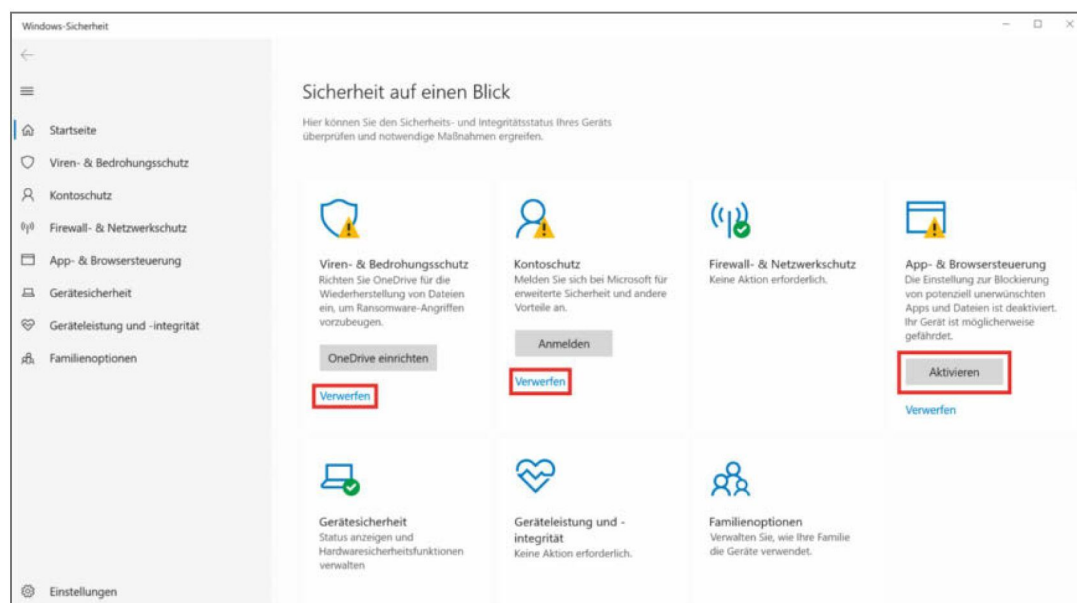 Windows-Sicherheit
Startseite
Viren- & Bedrohungsschutz
Kontoschutz
Firewall- & Netzwerkschutz
App- & Browsersteuerung
Gerätesicherheit
Geräteleistung und -integrität
Familienoptionen
Einstellungen
Sicherheit auf einen Blick
Hier können Sie den Sicherheits- und Integritätsstatus Ihres Geräts
überprüfen und notwendige Maßnahmen ergreifen.
Viren- & Bedrohungsschutz
Richten Sie OneDrive für die
Wiederherstellung von Dateien
ein, um Ransomware-Angriffen
vorzubeugen.
OneDrive einrichten
Verwerfen
Kontoschutz
Melden Sie sich bei Microsoft für
erweiterte Sicherheit und andere
Vorteile an.
Anmelden
Verwerfen
Firewall- & Netzwerkschutz
Keine Aktion erforderlich.
App- & Browsersteuerung
Die Einstellung zur Blockierung
von potenziell unerwünschten
Apps und Dateien ist deaktiviert.
Ihr Gerät ist möglicherweise
gefährdet.
Aktivieren
Verwerfen
Gerätesicherheit
Status anzeigen und
Hardwaresicherheitsfunktionen
verwalten
Geräteleistung und -
integrität
Keine Aktion erforderlich.
Familienoptionen
Verwalten Sie, wie Ihre Familie
die Geräte verwendet.